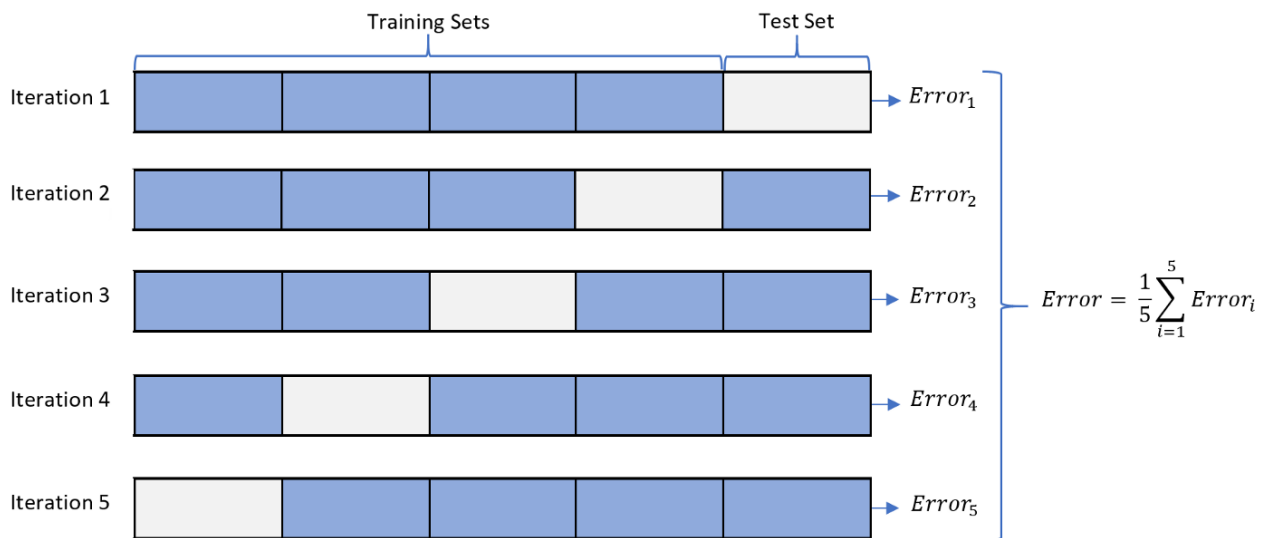 Training Sets
Test Set
Iteration 1
Error₁
Iteration 2
Error₂
Iteration 3
Error₃
Iteration 4
Error₄
Iteration 5
Error₅
Error = 1/5 ∑_{i=1}^{5} Errorᵢ